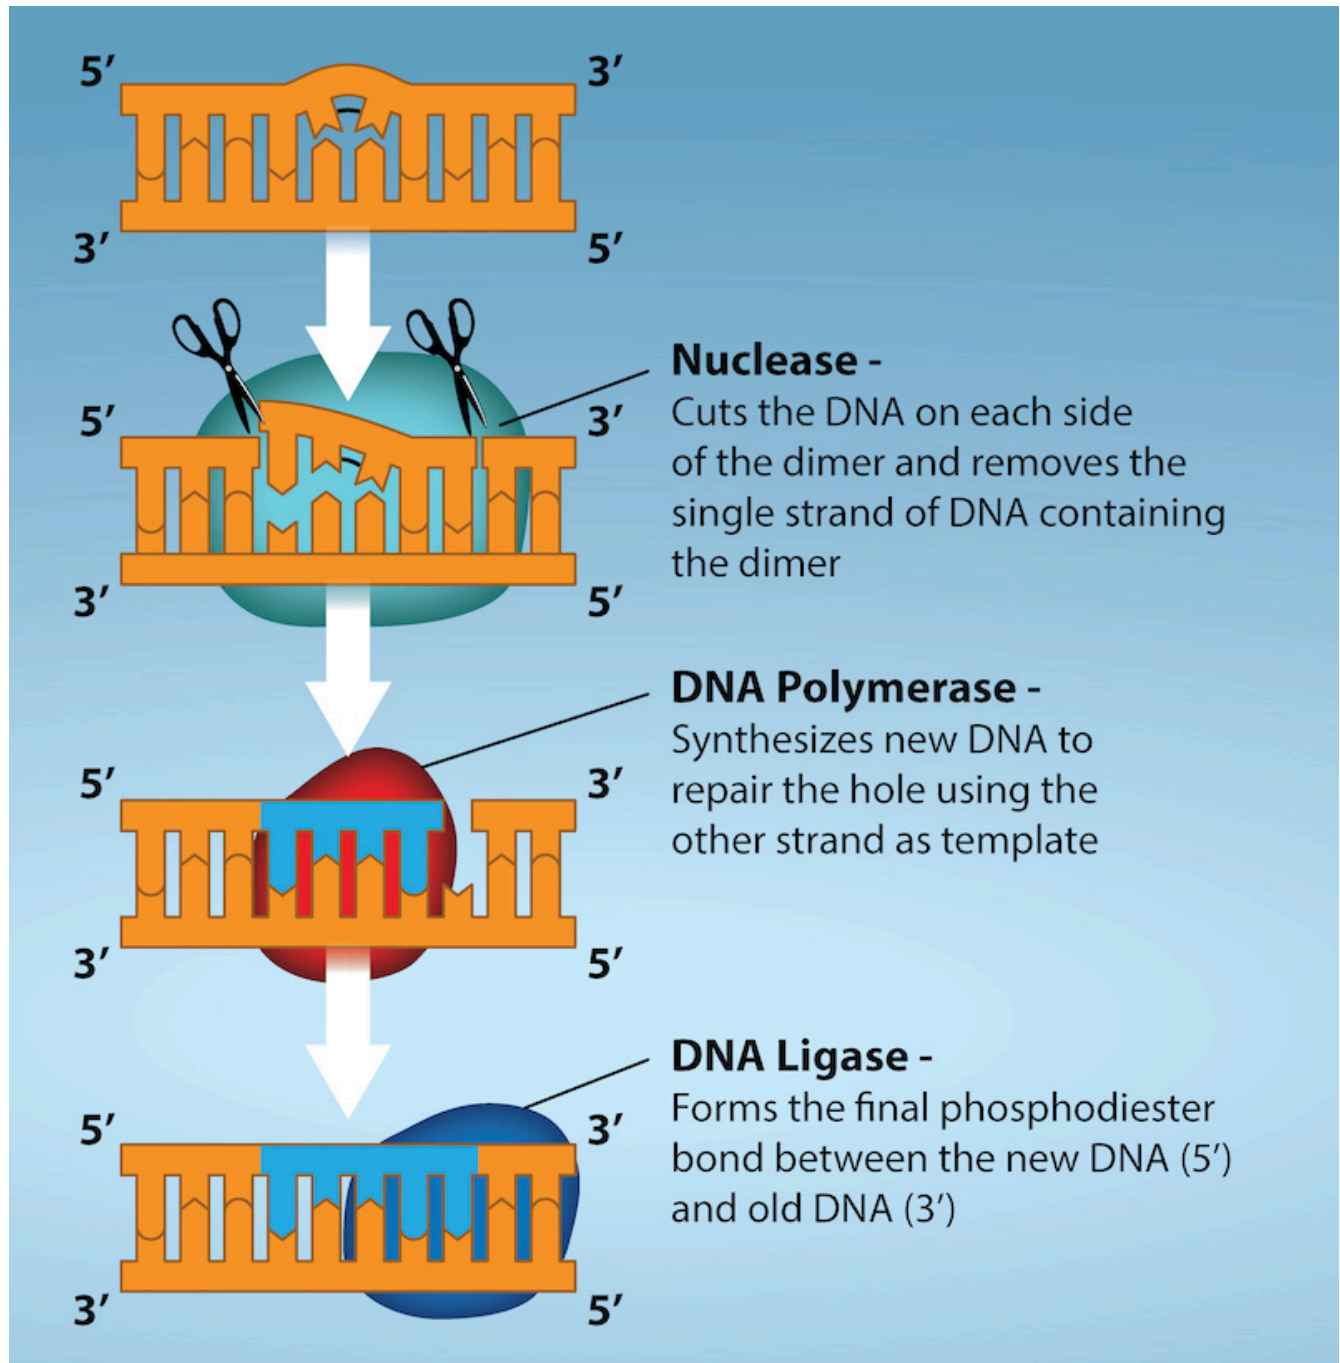 5′ 3′
3′ 5′
Nuclease -
5′ 3′
Cuts the DNA on each side
of the dimer and removes the
single strand of DNA containing
the dimer
3′ 5′
DNA Polymerase -
Synthesizes new DNA to
5′ 3′
repair the hole using the
other strand as template
3′ 5′
DNA Ligase -
Forms the final phosphodiester
5′ 3′
bond between the new DNA (5′)
and old DNA (3′)
3′ 5′